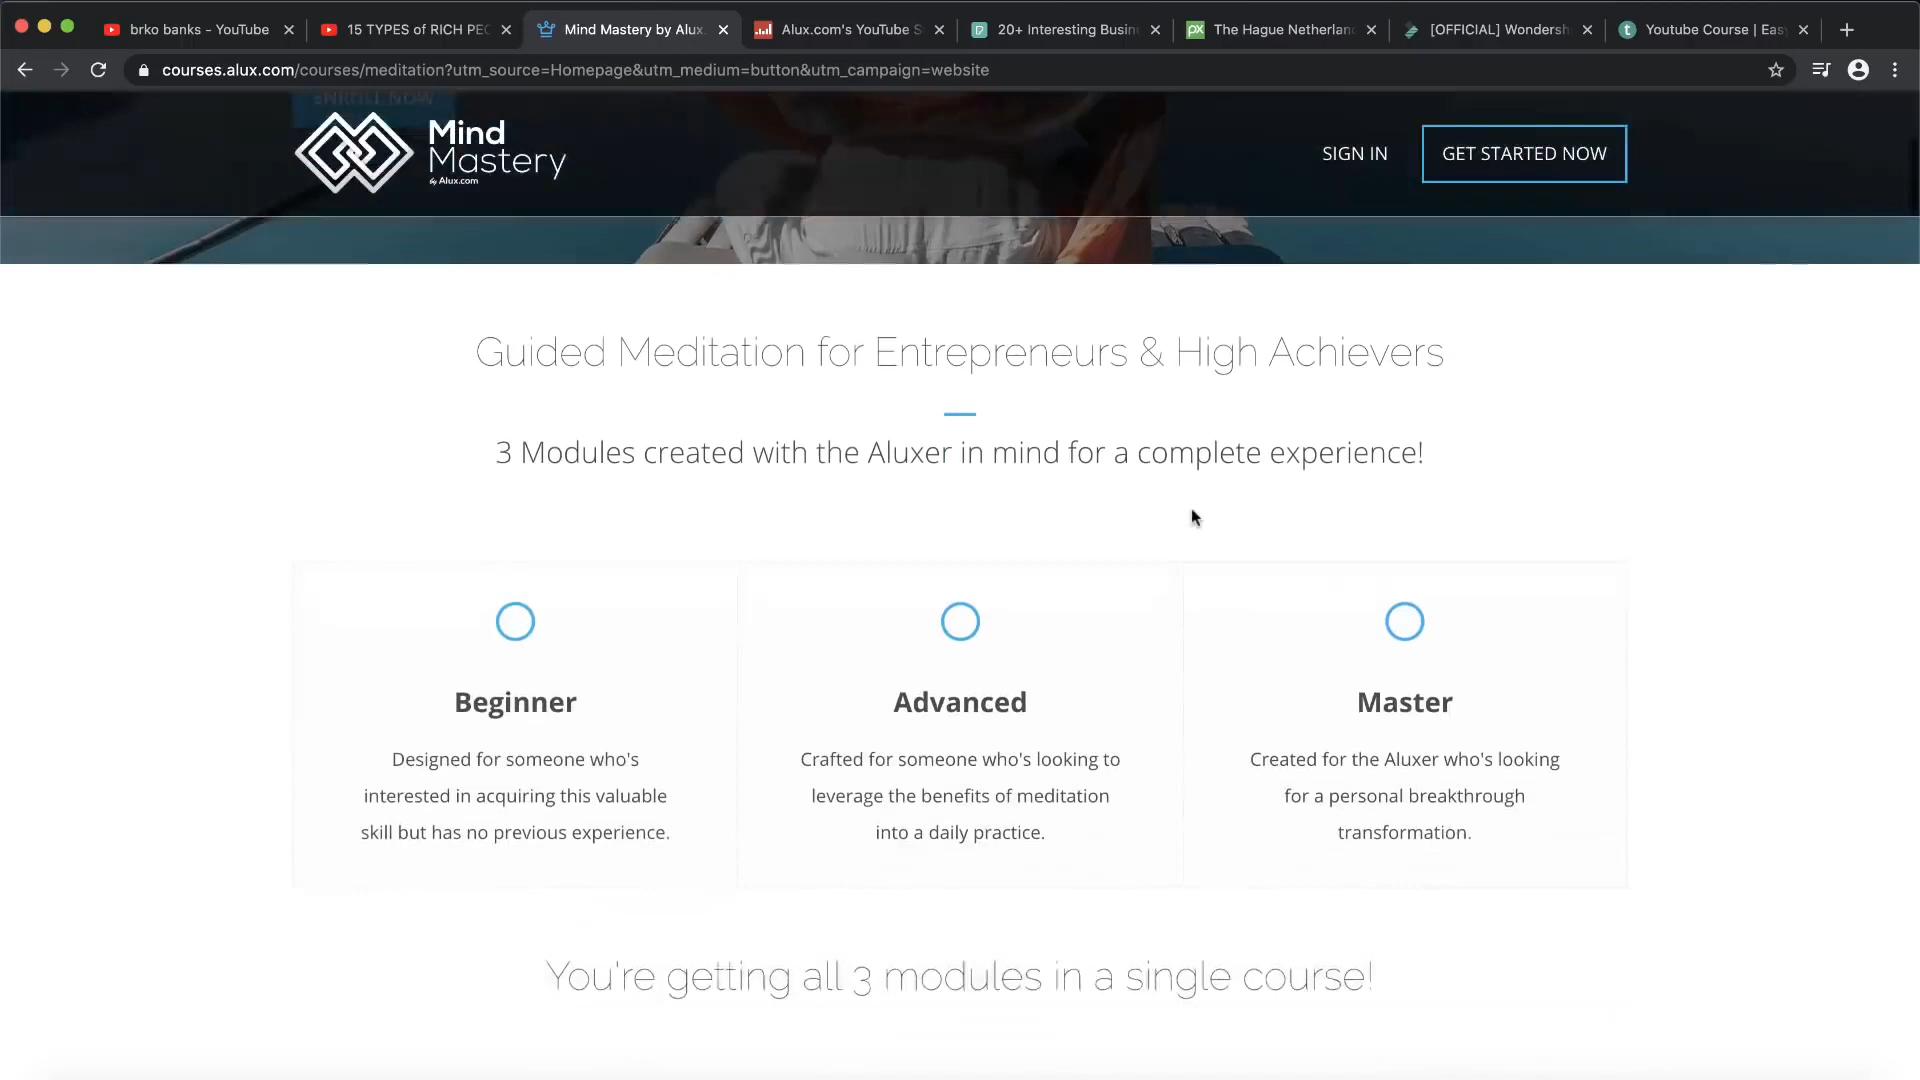 brko banks - YouTube
15 TYPES of RICH PEO
Mind Mastery by Alux.
Alux.com's YouTube S
20+ Interesting Busin
The Hague Netherlan
[OFFICIAL] Wondersh
Youtube Course | Eas
courses.alux.com/courses/meditation?utm_source=Homepage&utm_medium=button&utm_campaign=website
ENROLL NOW
Mind
Mastery
by Alux.com
SIGN IN
GET STARTED NOW
Guided Meditation for Entrepreneurs & High Achievers
3 Modules created with the Aluxer in mind for a complete experience!
Beginner
Designed for someone who's
interested in acquiring this valuable
skill but has no previous experience.
Advanced
Crafted for someone who's looking to
leverage the benefits of meditation
into a daily practice.
Master
Created for the Aluxer who's looking
for a personal breakthrough
transformation.
You're getting all 3 modules in a single course!